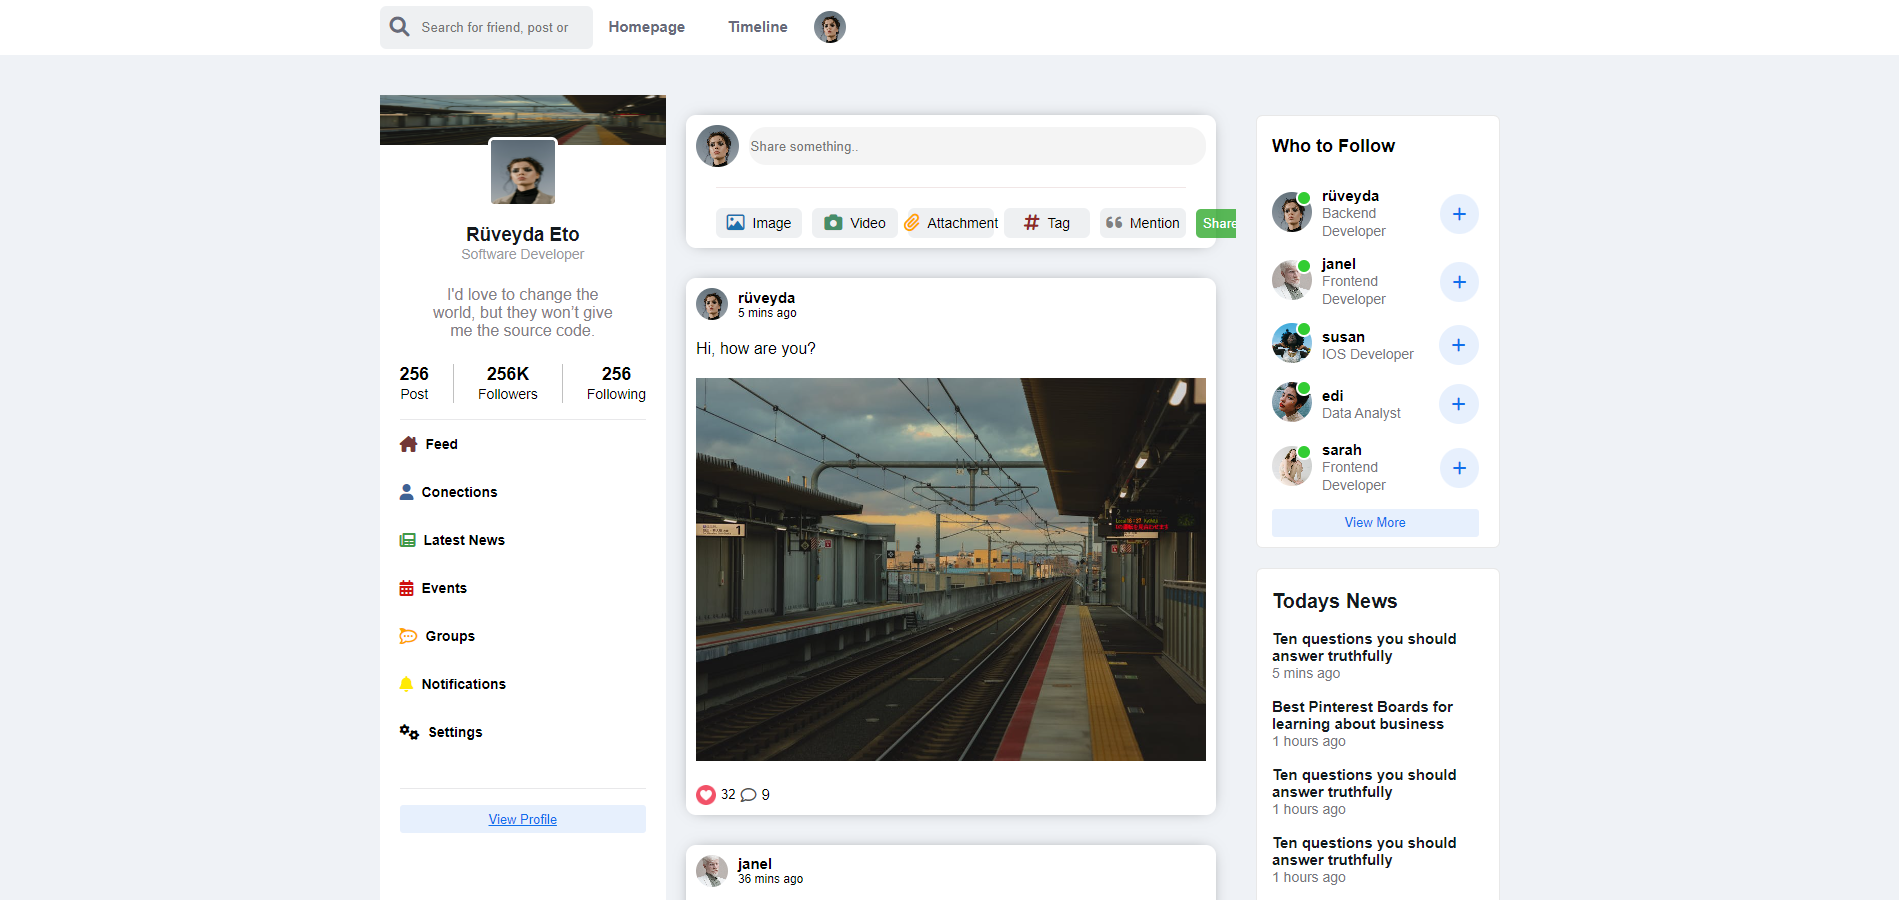 Search for friend, post or
Homepage
Timeline
Rüveyda Eto
Software Developer
I'd love to change the
world, but they won't give
me the source code.
256
Post
256K
Followers
256
Following
Feed
Conections
Latest News
Events
Groups
Notifications
Settings
View Profile
Share something..
Image
Video
Attachment
Tag
Mention
Share
rüveyda
5 mins ago
Hi, how are you?
1
32
9
janel
36 mins ago
Who to Follow
rüveyda
Backend
Developer
janel
Frontend
Developer
susan
IOS Developer
edi
Data Analyst
sarah
Frontend
Developer
View More
Todays News
Ten questions you should
answer truthfully
5 mins ago
Best Pinterest Boards for
learning about business
1 hours ago
Ten questions you should
answer truthfully
1 hours ago
Ten questions you should
answer truthfully
1 hours ago